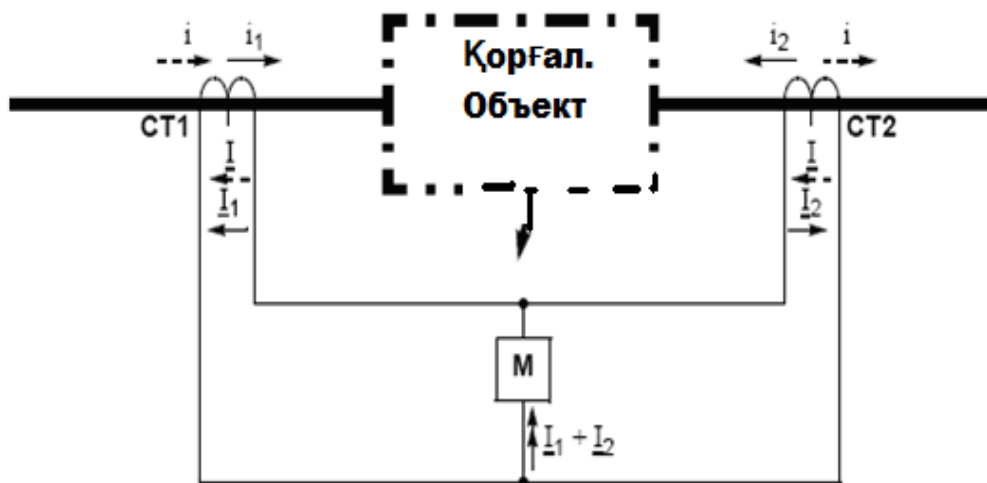 i i₁
Қорғал.
Объект
i₂ i
CT1
CT2
I
I₁
I
I₂
M
I₁ + I₂